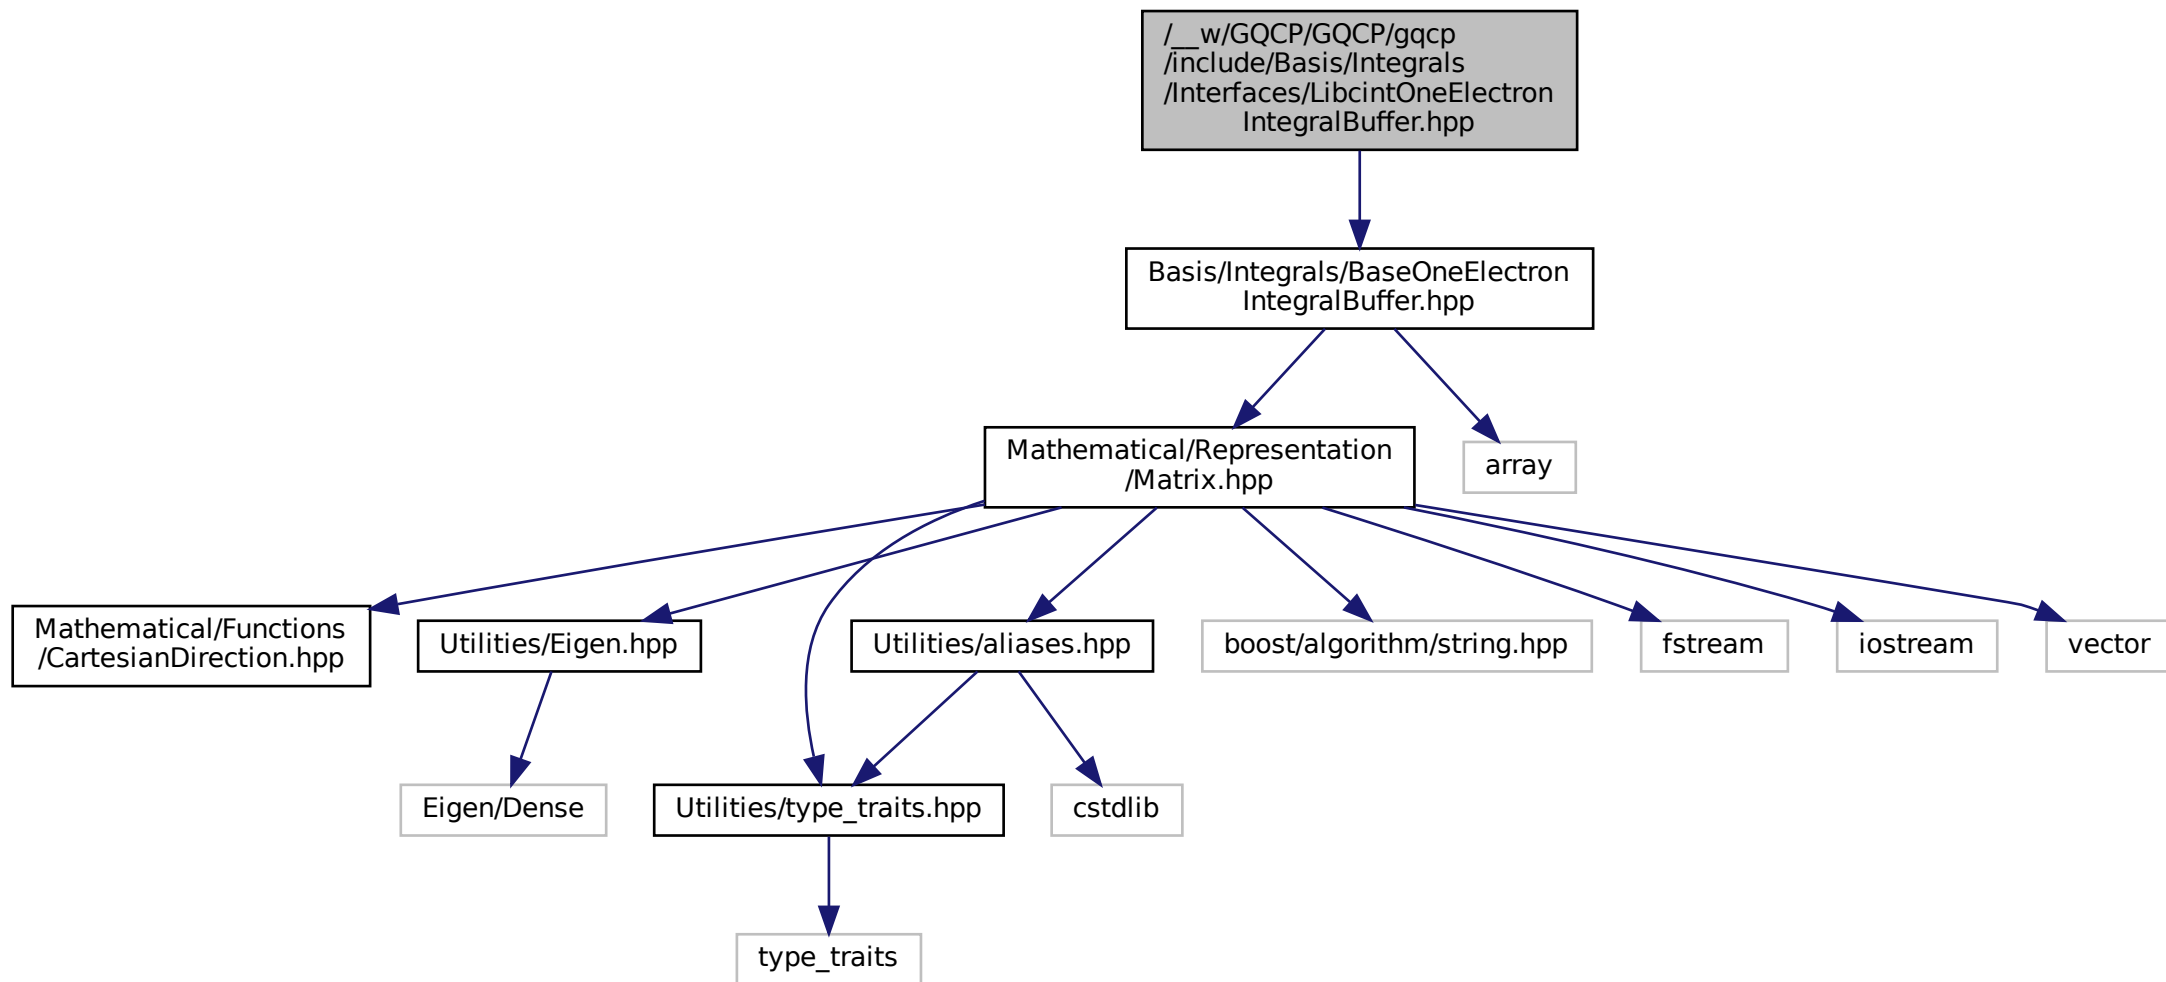 /__w/GQCP/GQCP/gqcp
/include/Basis/Integrals
/Interfaces/LibcintOneElectron
IntegralBuffer.hpp
Basis/Integrals/BaseOneElectron
IntegralBuffer.hpp
Mathematical/Representation
/Matrix.hpp
array
Mathematical/Functions
/CartesianDirection.hpp
Utilities/Eigen.hpp
Utilities/aliases.hpp
boost/algorithm/string.hpp
fstream
iostream
vector
Eigen/Dense
Utilities/type_traits.hpp
cstdlib
type_traits